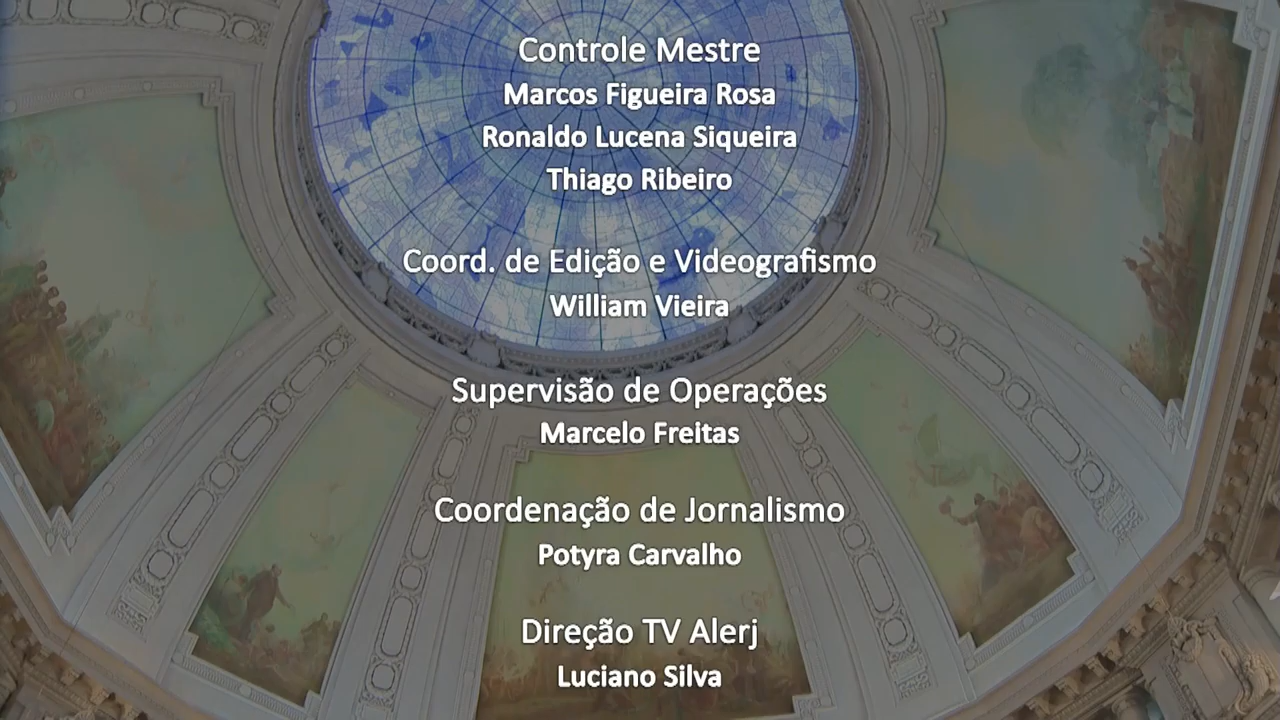 Controle Mestre
Marcos Figueira Rosa
Ronaldo Lucena Siqueira
Thiago Ribeiro
Coord. de Edição e Videografismo
William Vieira
Supervisão de Operações
Marcelo Freitas
Coordenação de Jornalismo
Potyra Carvalho
Direção TV Alerj
Luciano Silva